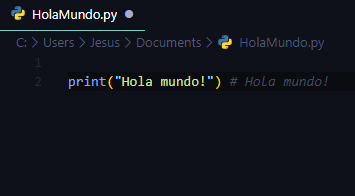 HolaMundo.py
C: > Users > Jesus > Documents > HolaMundo.py
1
2 print("Hola mundo!") # Hola mundo!